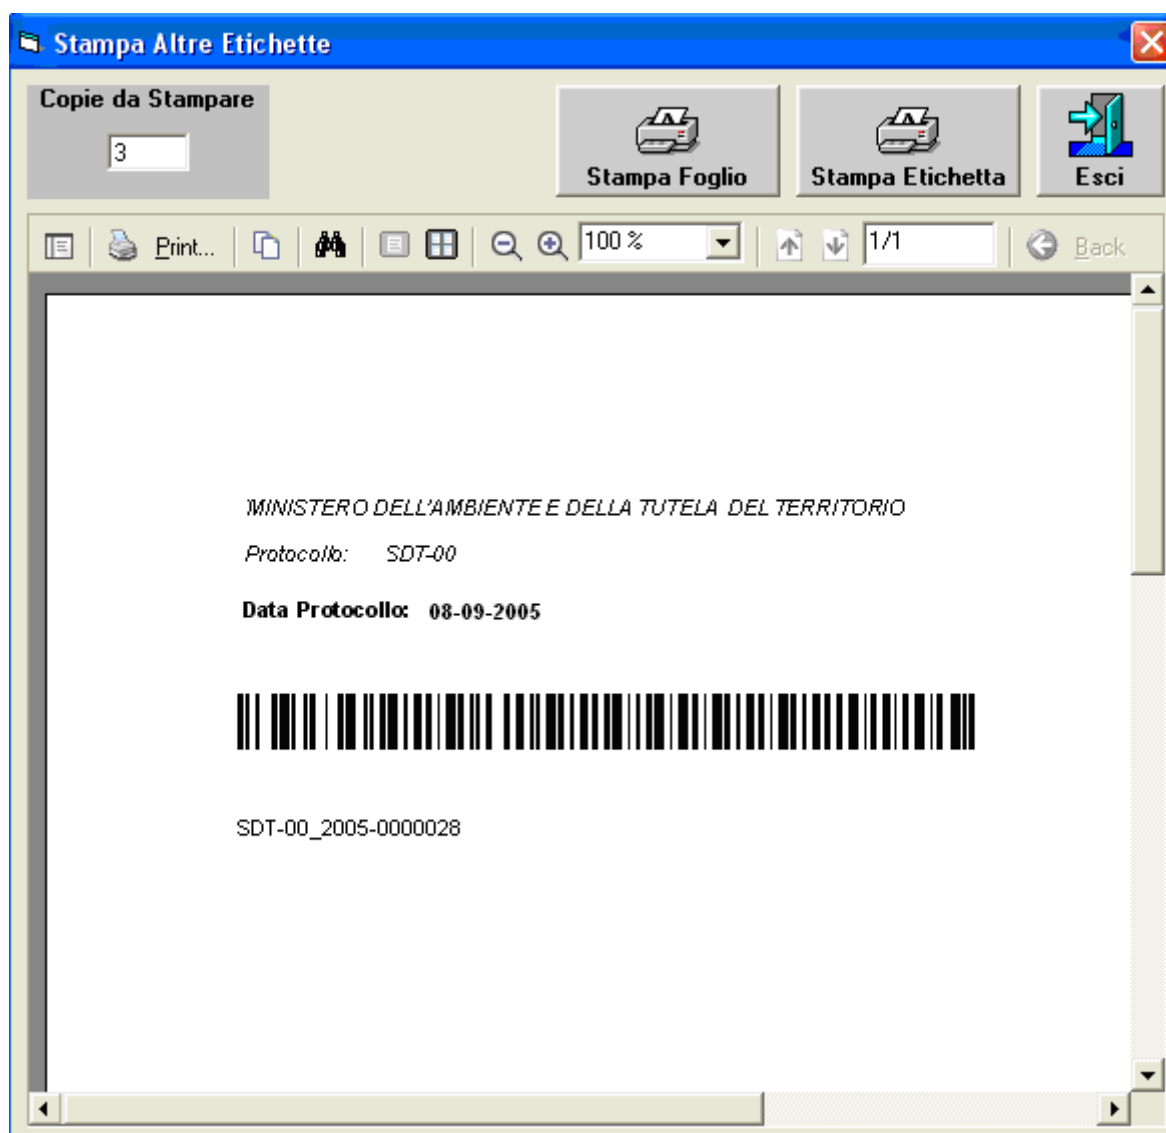 Stampa Altre Etichette
Copie da Stampare
3
Stampa Foglio
Stampa Etichetta
Esci
Print...
100 %
1/1
Back
MINISTERO DELL'AMBIENTE E DELLA TUTELA DEL TERRITORIO
Protocollo: SDT-00
Data Protocollo: 08-09-2005
SDT-00_2005-0000028